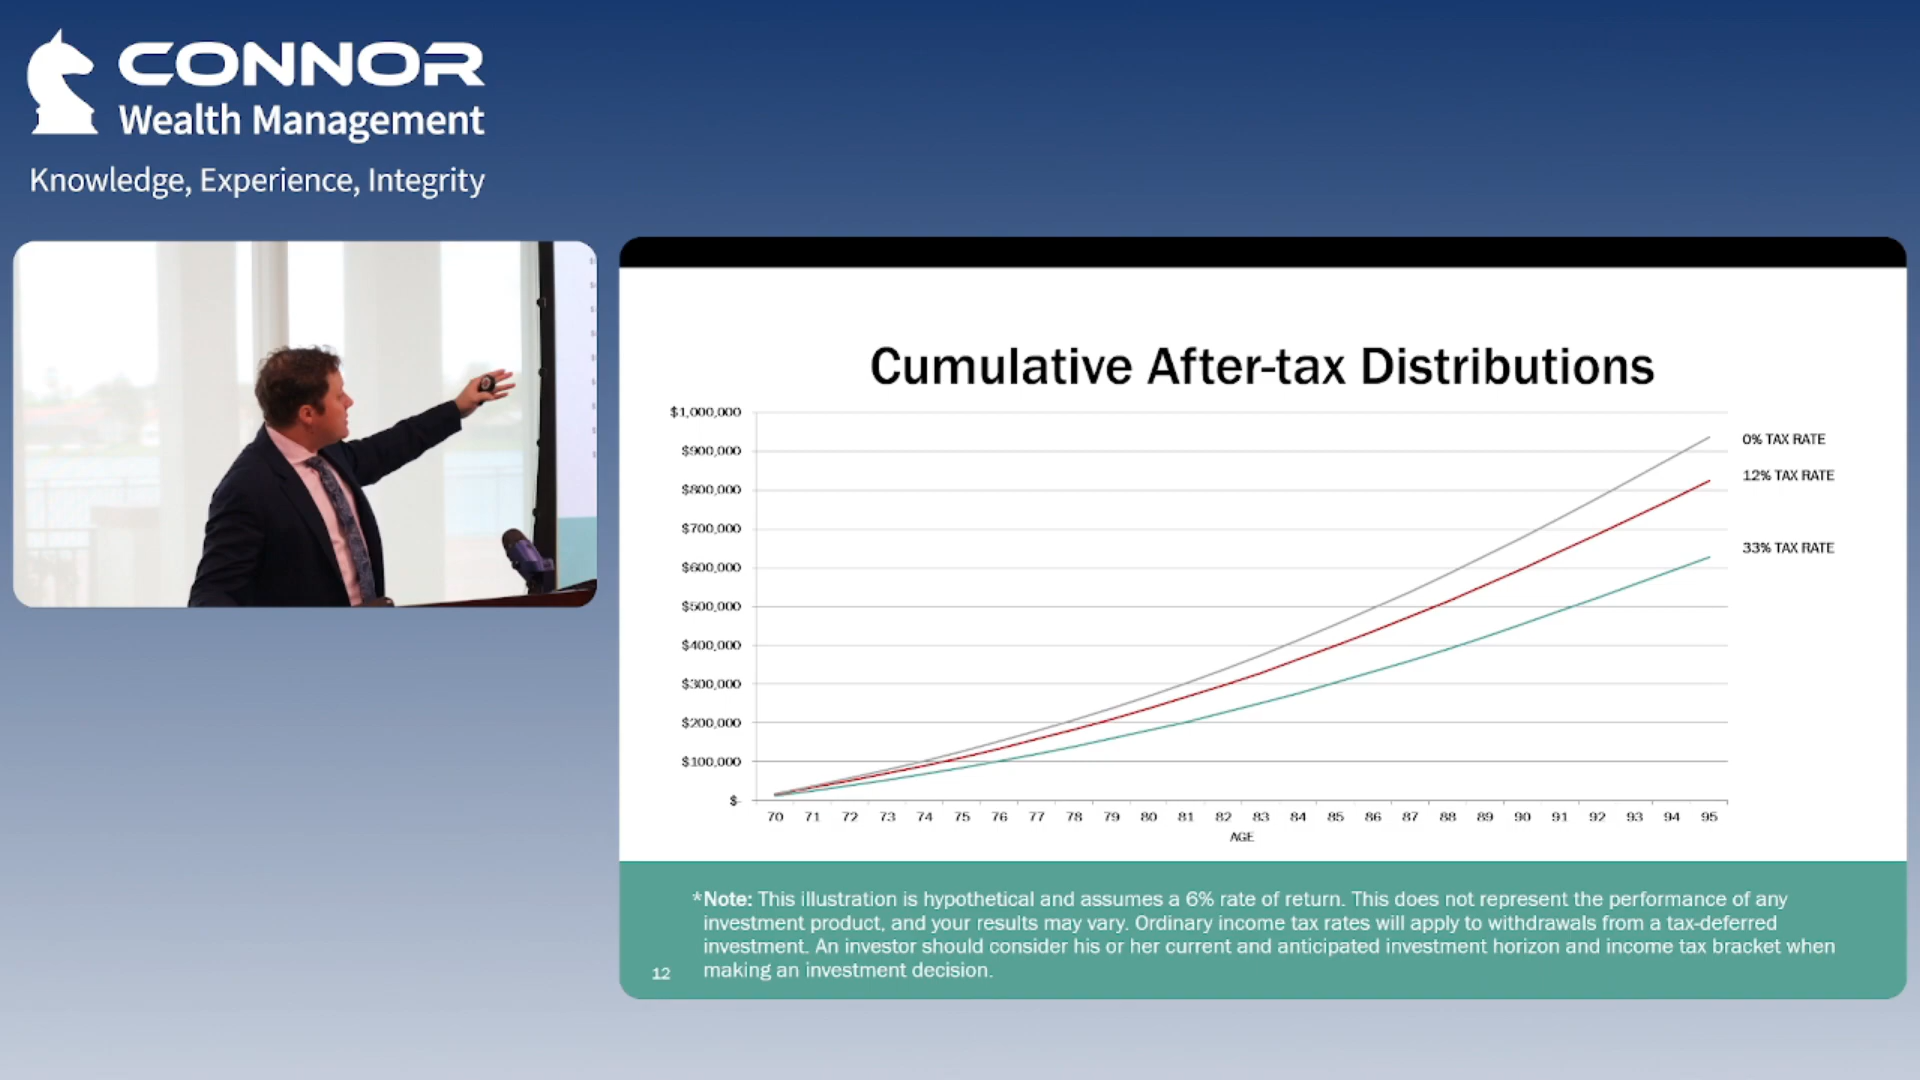 CONNOR
Wealth Management
Knowledge, Experience, Integrity
Cumulative After-tax Distributions
$1,000,000
$900,000
$800,000
$700,000
$600,000
$500,000
$400,000
$300,000
$200,000
$100,000
$-
0% TAX RATE
12% TAX RATE
33% TAX RATE
70 71 72 73 74 75 76 77 78 79 80 81 82 83 84 85 86 87 88 89 90 91 92 93 94 95
AGE
*Note: This illustration is hypothetical and assumes a 6% rate of return. This does not represent the performance of any
investment product, and your results may vary. Ordinary income tax rates will apply to withdrawals from a tax-deferred
investment. An investor should consider his or her current and anticipated investment horizon and income tax bracket when
making an investment decision.
12